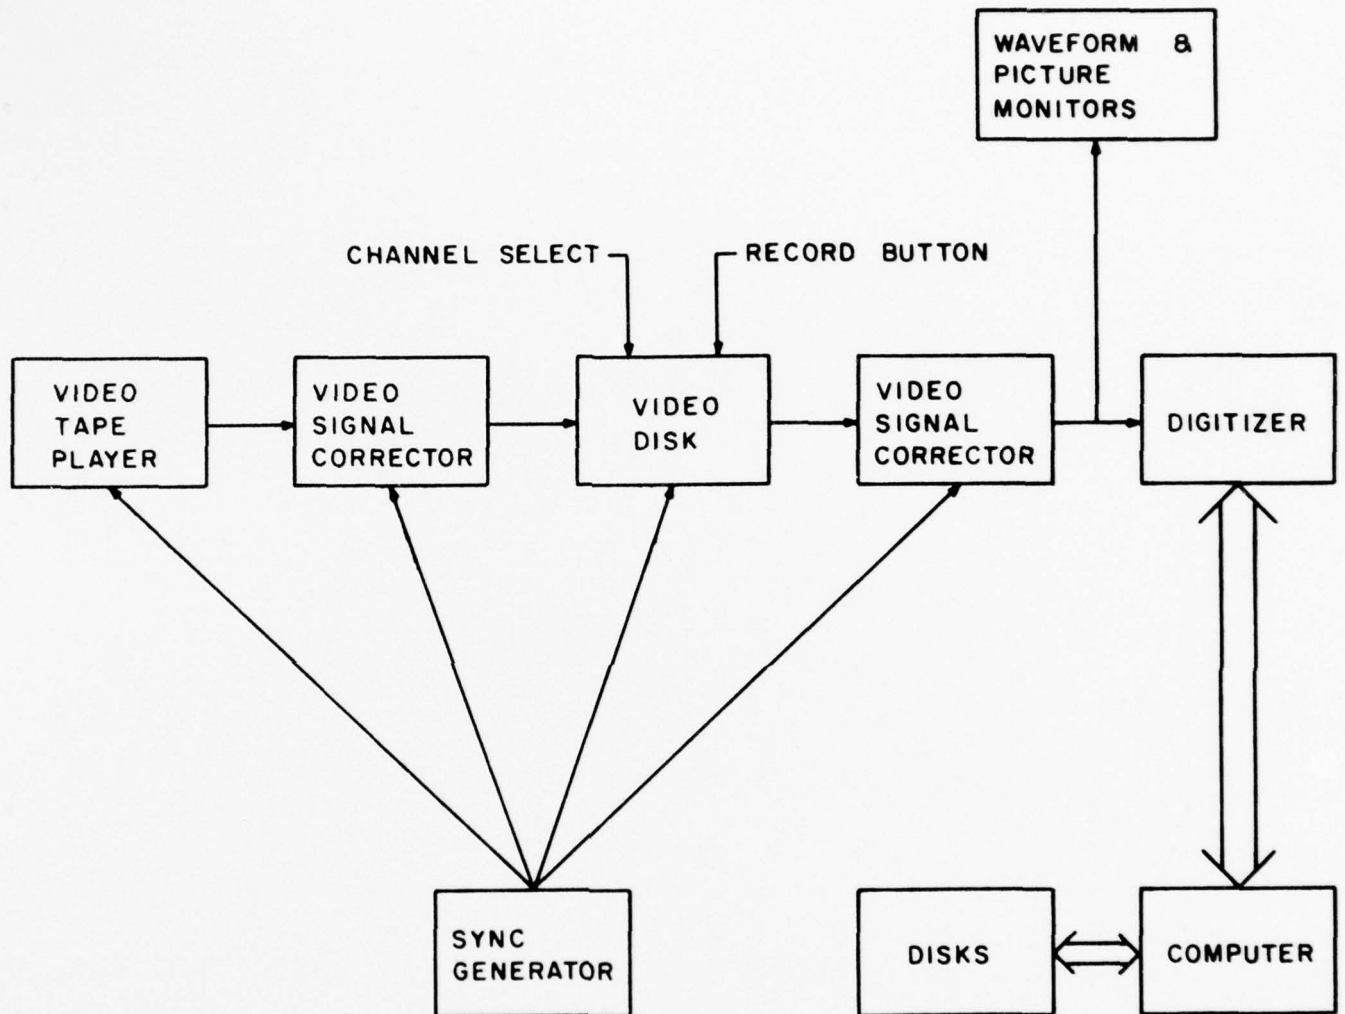 WAVEFORM &
PICTURE
MONITORS
CHANNEL SELECT
RECORD BUTTON
VIDEO
TAPE
PLAYER
VIDEO
SIGNAL
CORRECTOR
VIDEO
DISK
VIDEO
SIGNAL
CORRECTOR
DIGITIZER
SYNC
GENERATOR
DISKS
COMPUTER